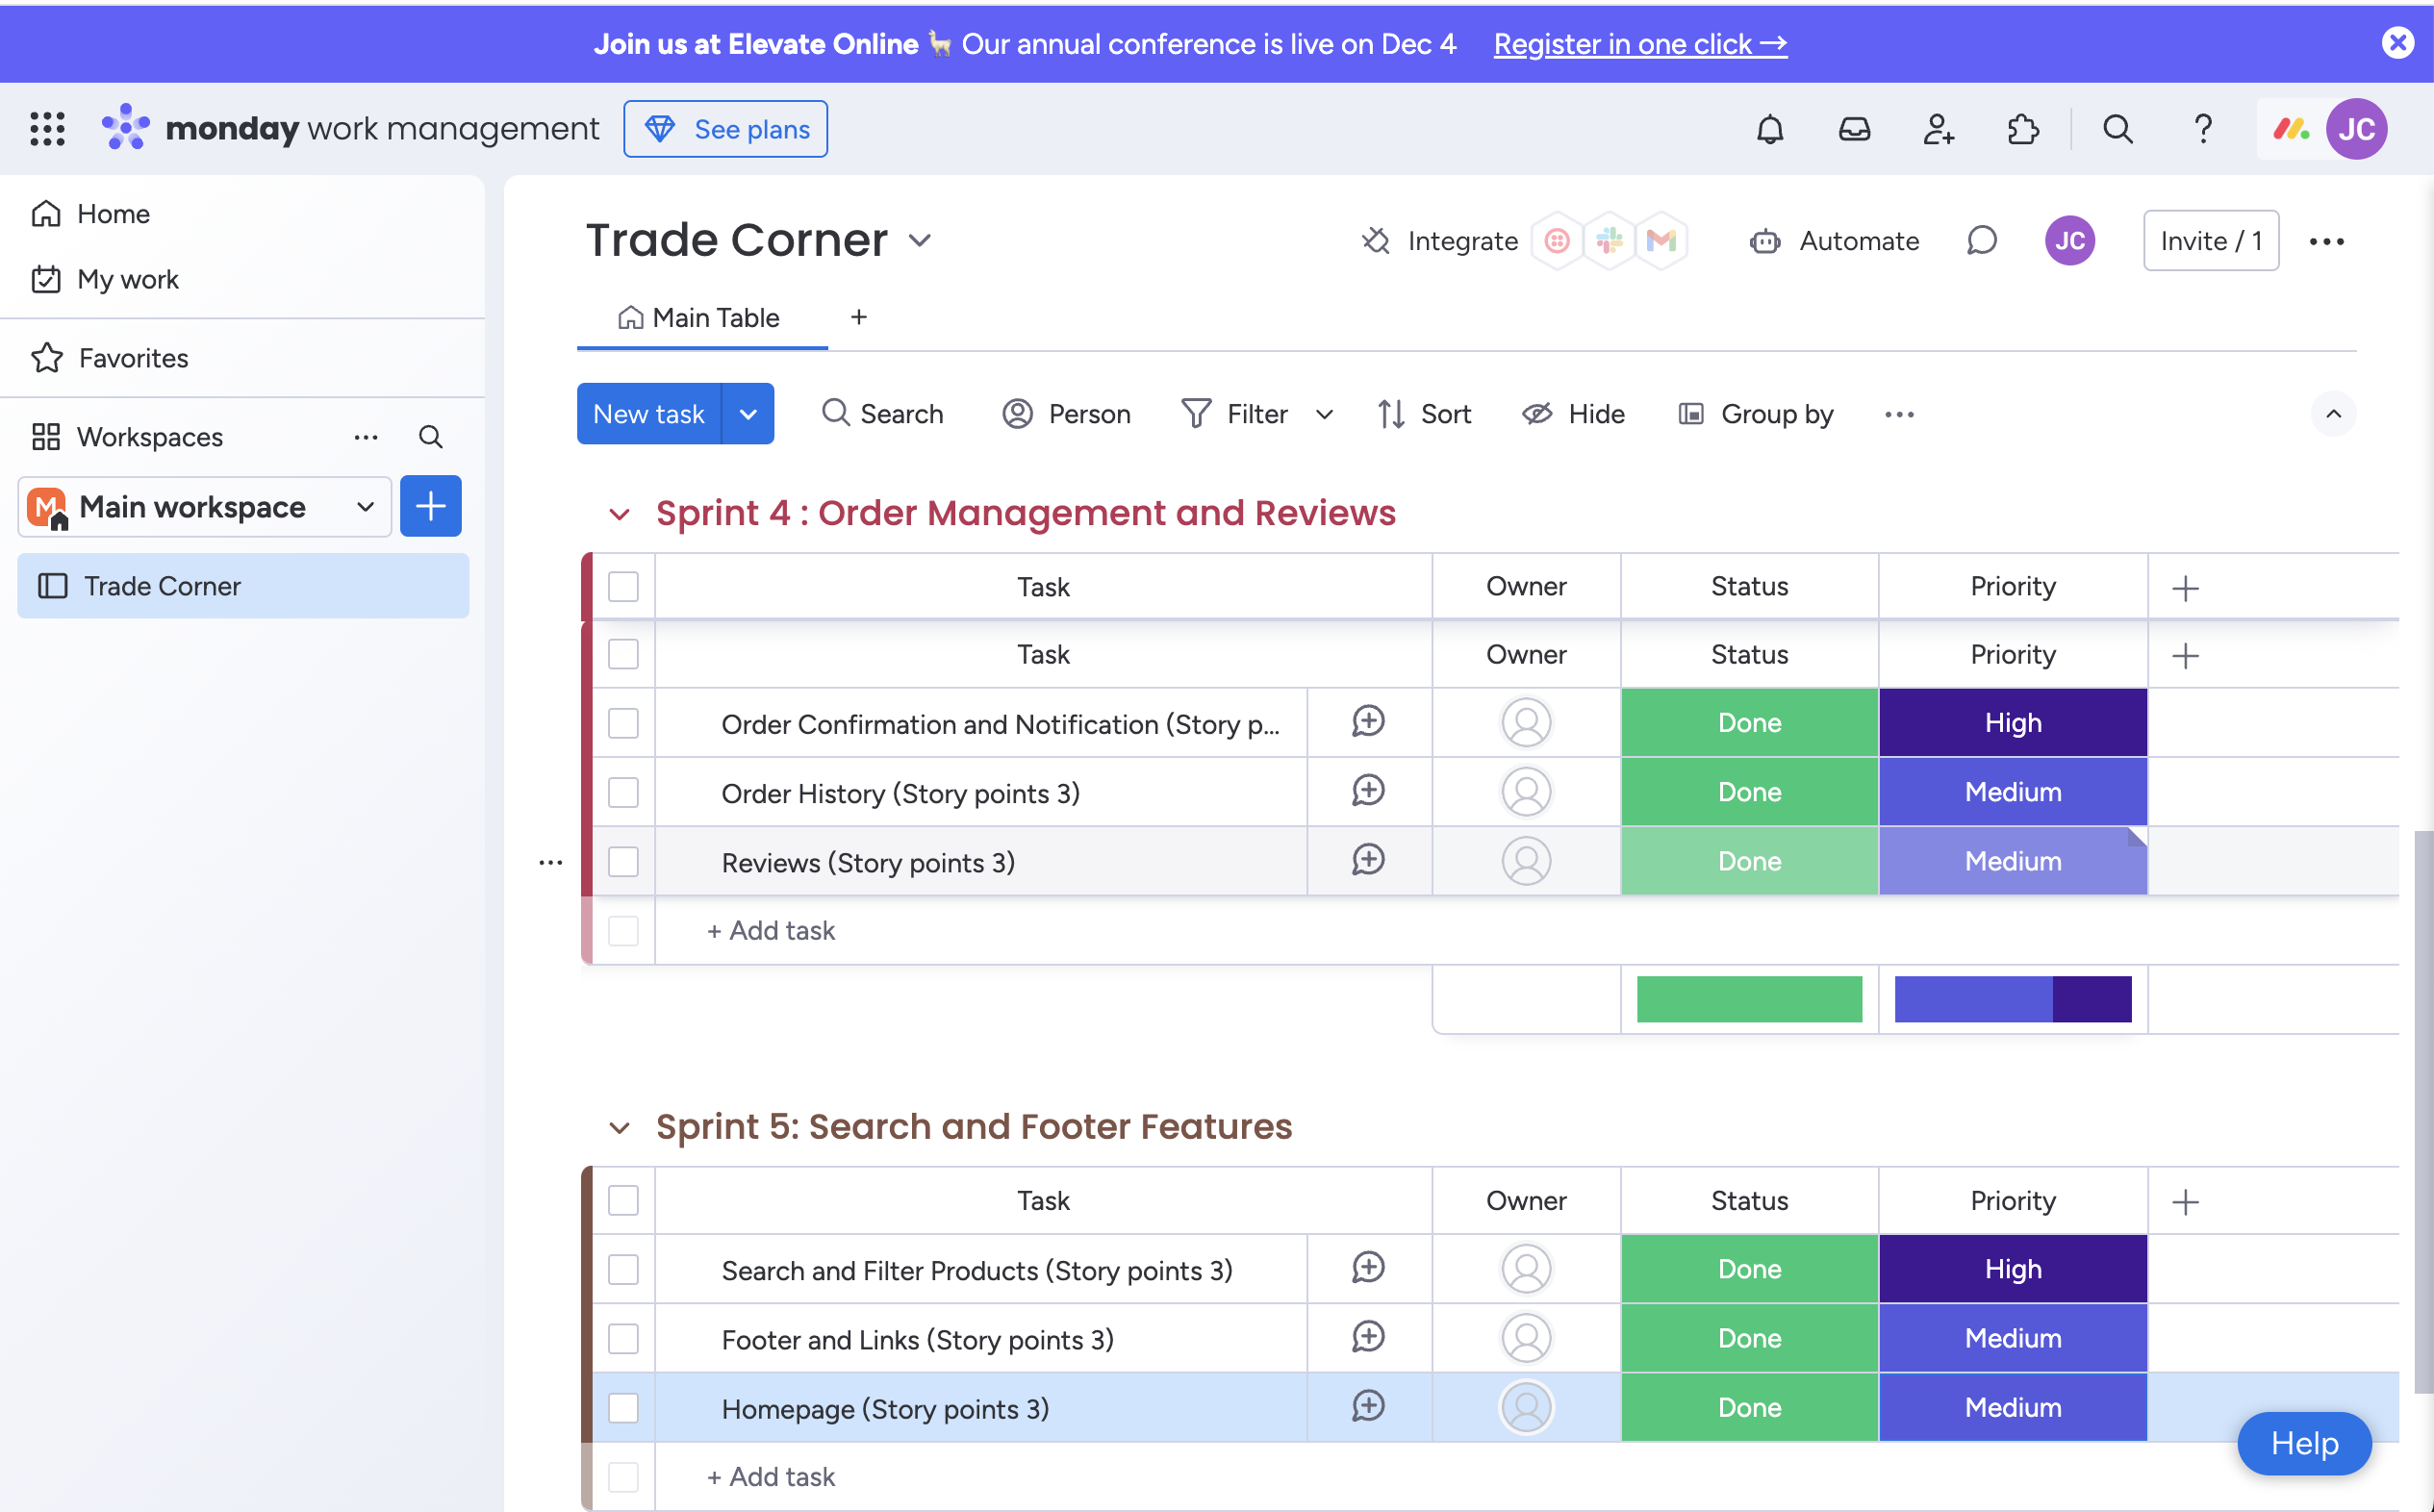 Join us at Elevate Online 🦙 Our annual conference is live on Dec 4 Register in one click →
monday work management See plans JC
Home
My work
Favorites
Workspaces
M Main workspace
Trade Corner
Trade Corner Integrate Automate JC Invite / 1
Main Table +
New task Search Person Filter Sort Hide Group by
Sprint 4 : Order Management and Reviews
Task Owner Status Priority +
Task Owner Status Priority +
Order Confirmation and Notification (Story p... Done High
Order History (Story points 3) Done Medium
Reviews (Story points 3) Done Medium
+ Add task
Sprint 5: Search and Footer Features
Task Owner Status Priority +
Search and Filter Products (Story points 3) Done High
Footer and Links (Story points 3) Done Medium
Homepage (Story points 3) Done Medium
+ Add task
Help